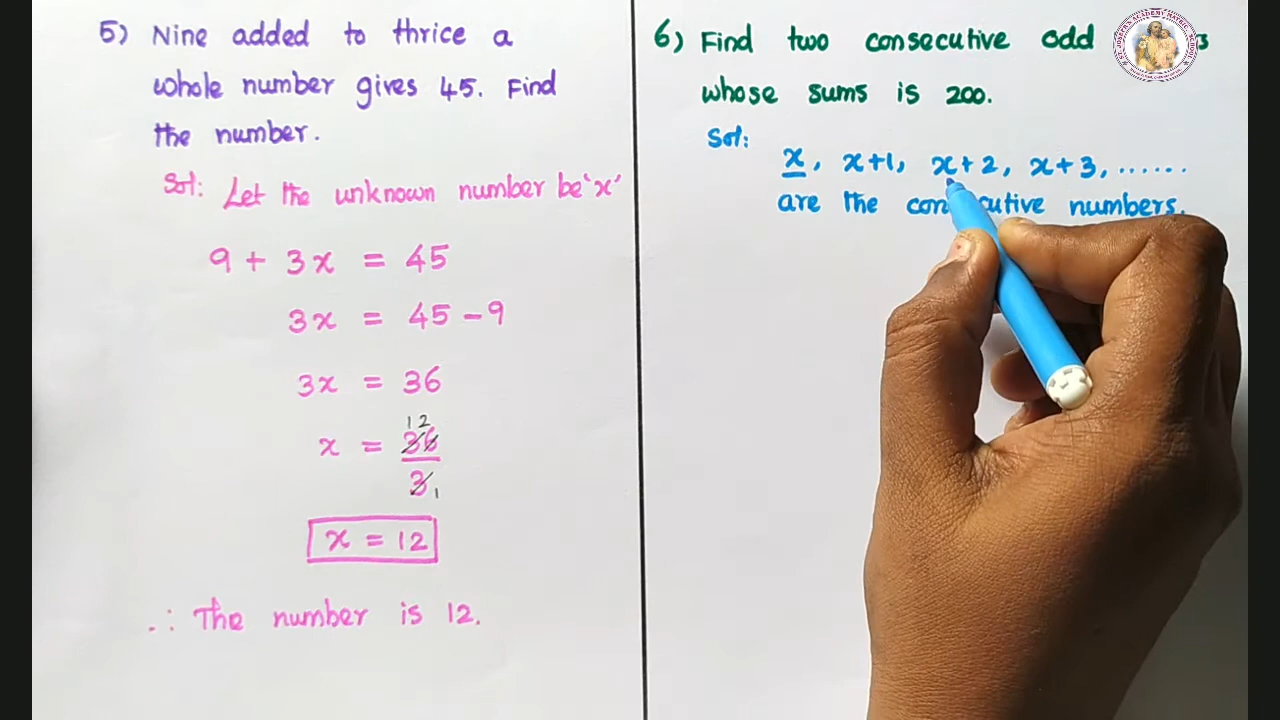 5) Nine added to thrice a
whole number gives 45. Find
the number.
Sol: Let the unknown number be 'x'
9 + 3x = 45
3x = 45 - 9
3x = 36
12
x = 36
3 1
x = 12
∴ The number is 12.
6) Find two consecutive odd
whose sums is 200.
Sol:
x, x+1, x+2, x+3, ......
are the consecutive numbers.